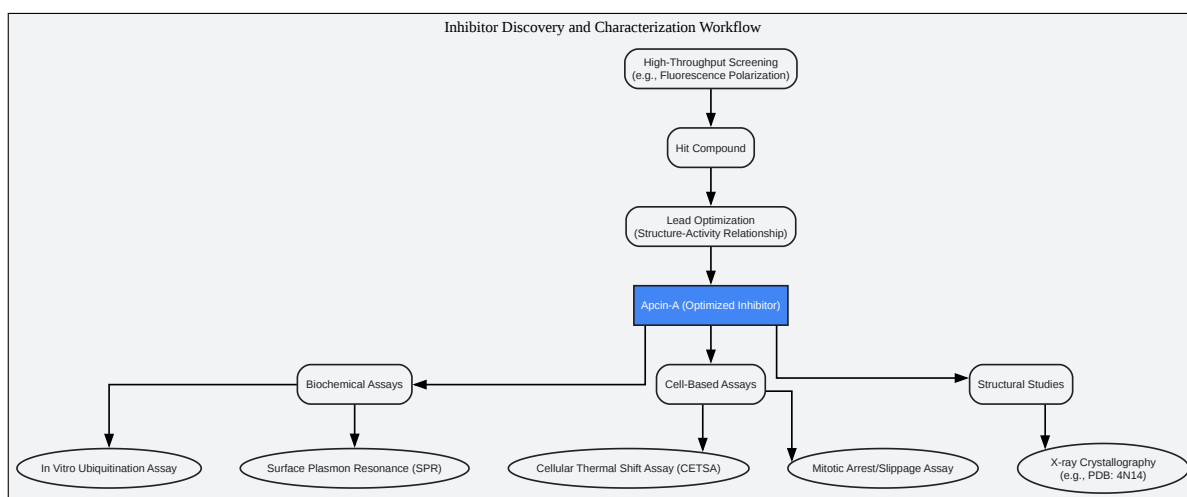 Inhibitor Discovery and Characterization Workflow
High-Throughput Screening
(e.g., Fluorescence Polarization)
Hit Compound
Lead Optimization
(Structure-Activity Relationship)
Apcin-A (Optimized Inhibitor)
Biochemical Assays
Cell-Based Assays
Structural Studies
In Vitro Ubiquitination Assay
Surface Plasmon Resonance (SPR)
Cellular Thermal Shift Assay (CETSA)
Mitotic Arrest/Slippage Assay
X-ray Crystallography
(e.g., PDB: 4N14)